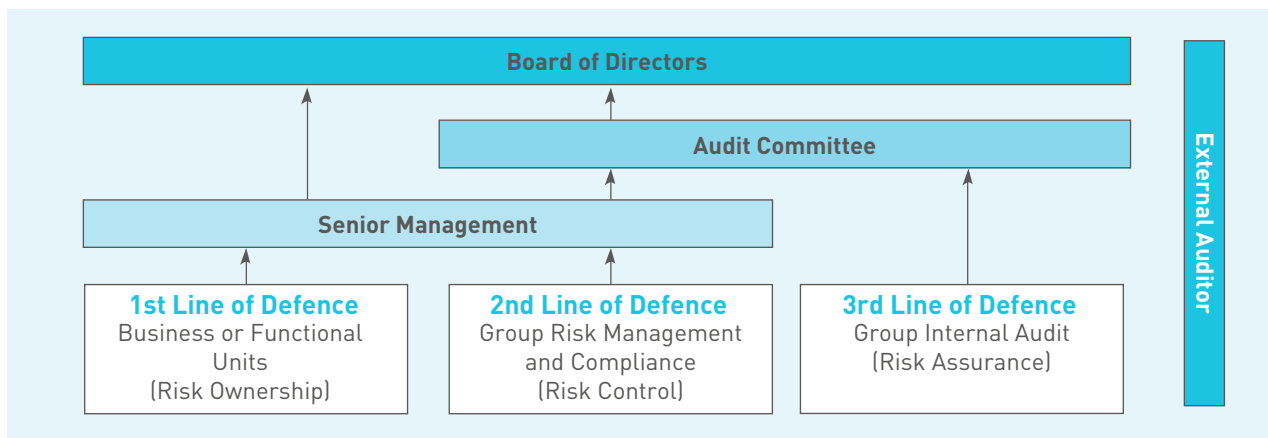 Board of Directors
Audit Committee
Senior Management
1st Line of Defence
Business or Functional
Units
(Risk Ownership)
2nd Line of Defence
Group Risk Management
and Compliance
(Risk Control)
3rd Line of Defence
Group Internal Audit
(Risk Assurance)
External Auditor